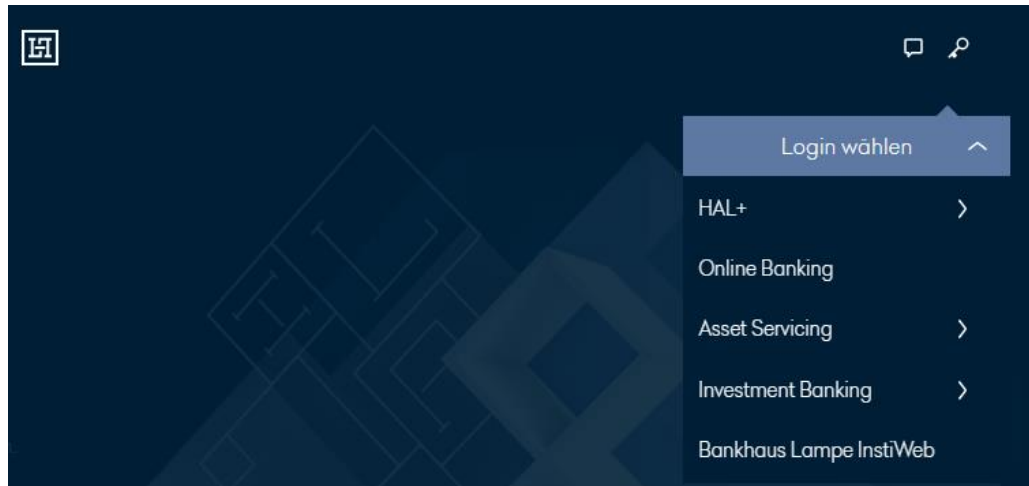 Login wählen
HAL+
Online Banking
Asset Servicing
Investment Banking
Bankhaus Lampe InstiWeb